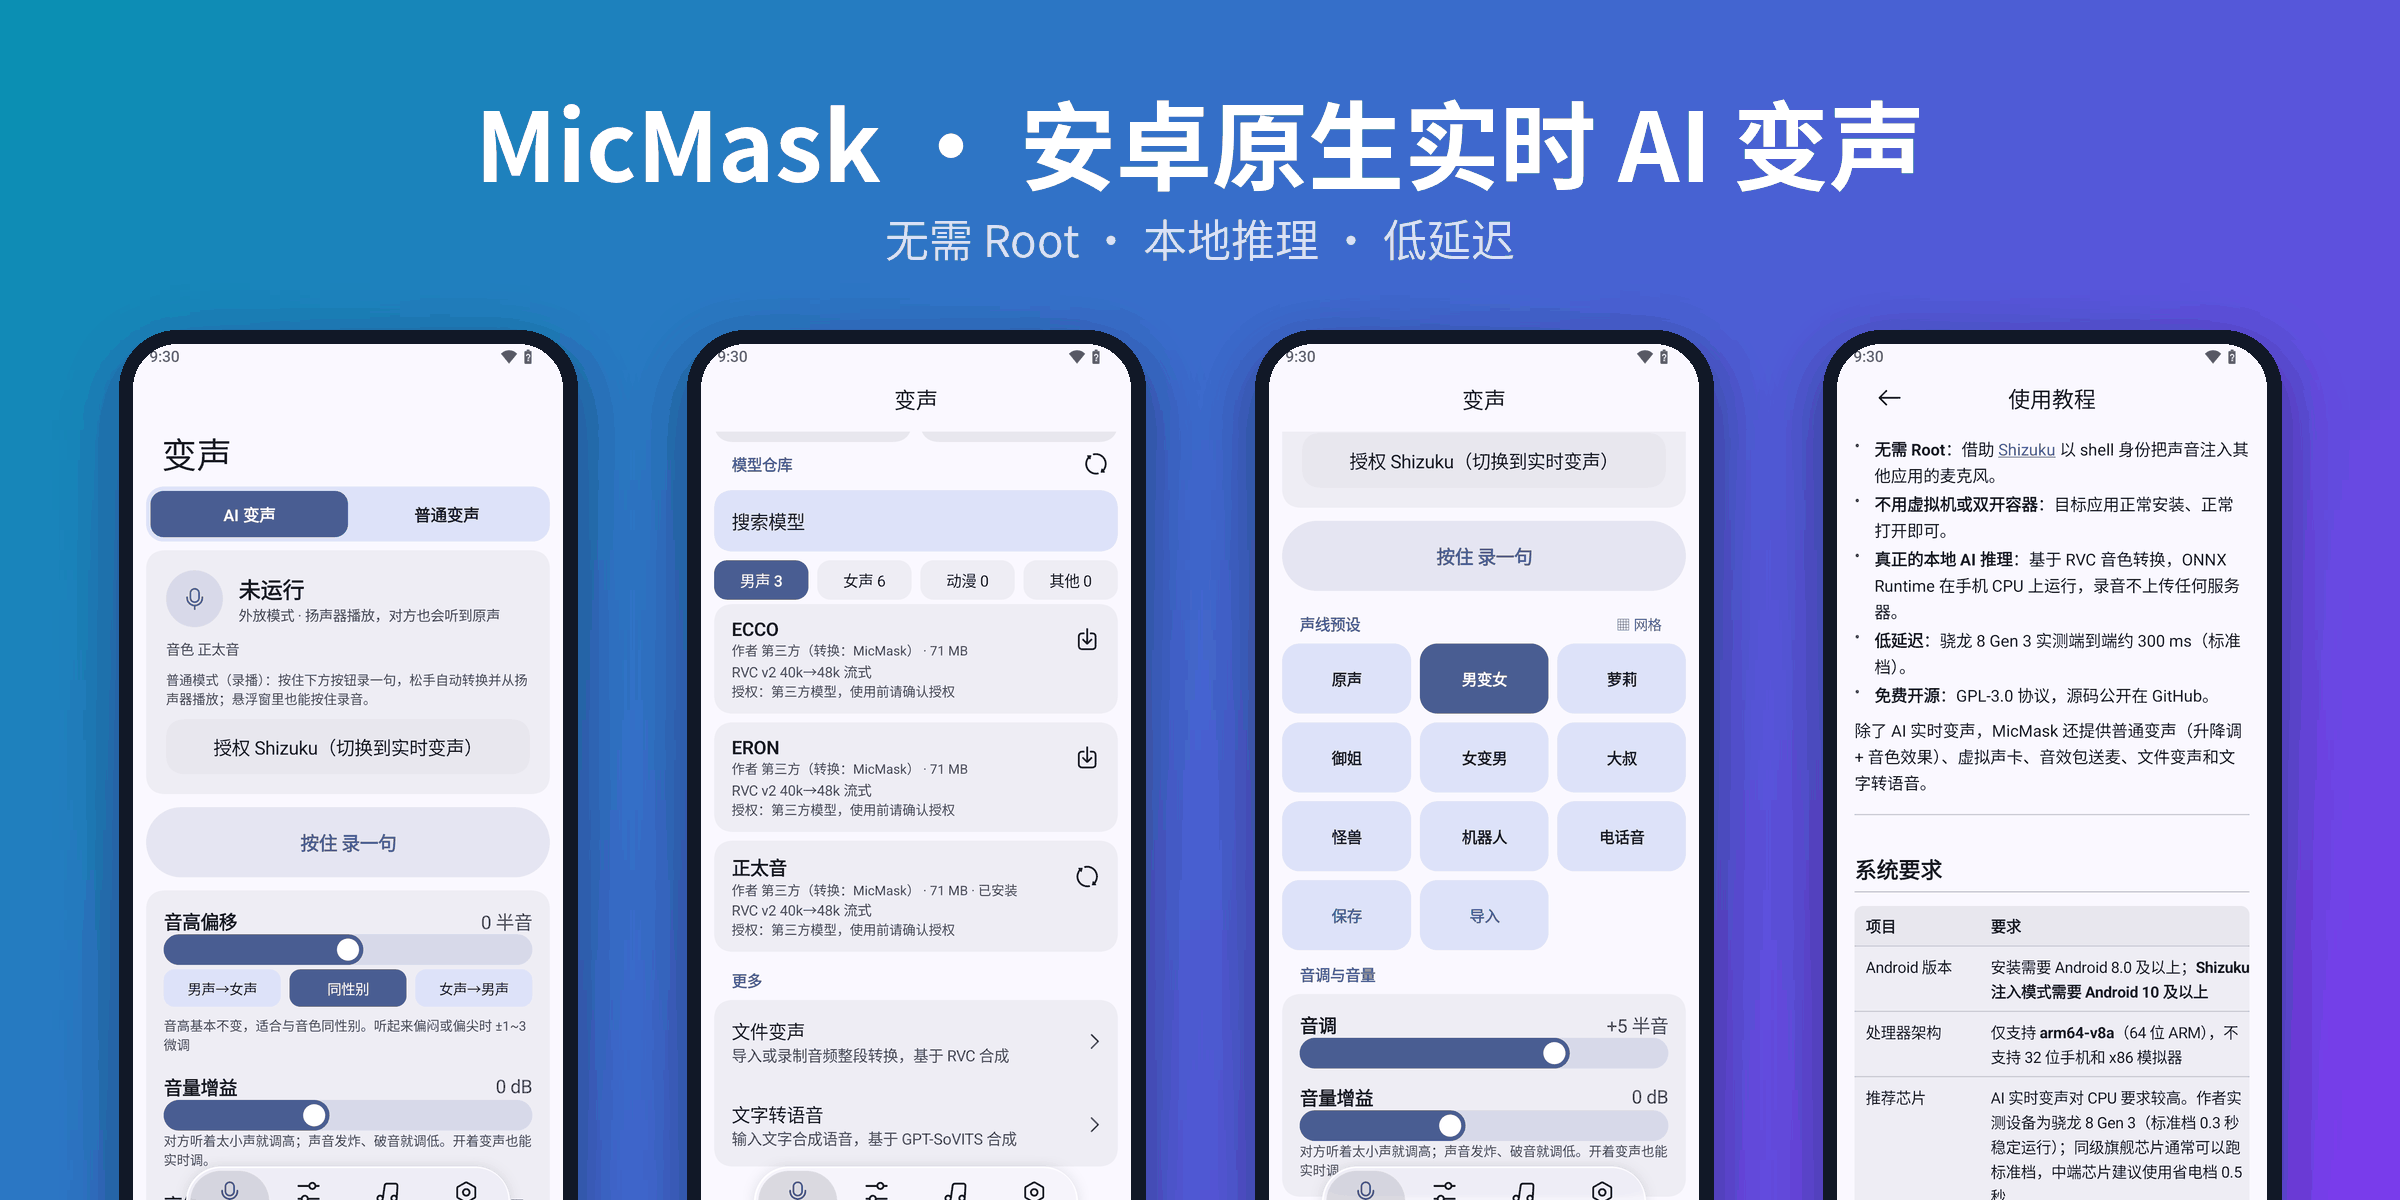 MicMask · 安卓原生实时 AI 变声
无需 Root · 本地推理 · 低延迟
9:30
变声
AI 变声
普通变声
未运行
外放模式 · 扬声器播放，对方也会听到原声
音色 正太音
普通模式（录播）：按住下方按钮录一句，松手自动转换并从扬
声器播放；悬浮窗里也能按住录音。
授权 Shizuku（切换到实时变声）
按住 录一句
音高偏移
0 半音
男声→女声
同性别
女声→男声
音高基本不变，适合与音色同性别。听起来偏闷或偏尖时 ±1~3
微调
音量增益
0 dB
对方听着太小声就调高；声音发炸、破音就调低。开着变声也能
实时调。
9:30
变声
模型仓库
搜索模型
男声 3
女声 6
动漫 0
其他 0
ECCO
作者 第三方（转换：MicMask） · 71 MB
RVC v2 40k→48k 流式
授权：第三方模型，使用前请确认授权
ERON
作者 第三方（转换：MicMask） · 71 MB
RVC v2 40k→48k 流式
授权：第三方模型，使用前请确认授权
正太音
作者 第三方（转换：MicMask） · 71 MB · 已安装
RVC v2 40k→48k 流式
授权：第三方模型，使用前请确认授权
更多
文件变声
导入或录制音频整段转换，基于 RVC 合成
文字转语音
输入文字合成语音，基于 GPT-SoVITS 合成
9:30
变声
授权 Shizuku（切换到实时变声）
按住 录一句
声线预设
网格
原声
男变女
萝莉
御姐
女变男
大叔
怪兽
机器人
电话音
保存
导入
音调与音量
音调
+5 半音
音量增益
0 dB
对方听着太小声就调高；声音发炸、破音就调低。开着变声也能
实时调
9:30
使用教程
• 无需 Root：借助 Shizuku 以 shell 身份把声音注入其
他应用的麦克风。
• 不用虚拟机或双开容器：目标应用正常安装、正常
打开即可。
• 真正的本地 AI 推理：基于 RVC 音色转换，ONNX
Runtime 在手机 CPU 上运行，录音不上传任何服务
器。
• 低延迟：骁龙 8 Gen 3 实测端到端约 300 ms（标准
档）。
• 免费开源：GPL-3.0 协议，源码公开在 GitHub。
除了 AI 实时变声，MicMask 还提供普通变声（升降调
+ 音色效果）、虚拟声卡、音效包送麦、文件变声和文
字转语音。
系统要求
项目
要求
Android 版本
安装需要 Android 8.0 及以上；Shizuku
注入模式需要 Android 10 及以上
处理器架构
仅支持 arm64-v8a（64 位 ARM），不
支持 32 位手机和 x86 模拟器
推荐芯片
AI 实时变声对 CPU 要求较高。作者实
测设备为骁龙 8 Gen 3（标准档 0.3 秒
稳定运行）；同级旗舰芯片通常可以跑
标准档，中端芯片建议使用省电档 0.5
秒